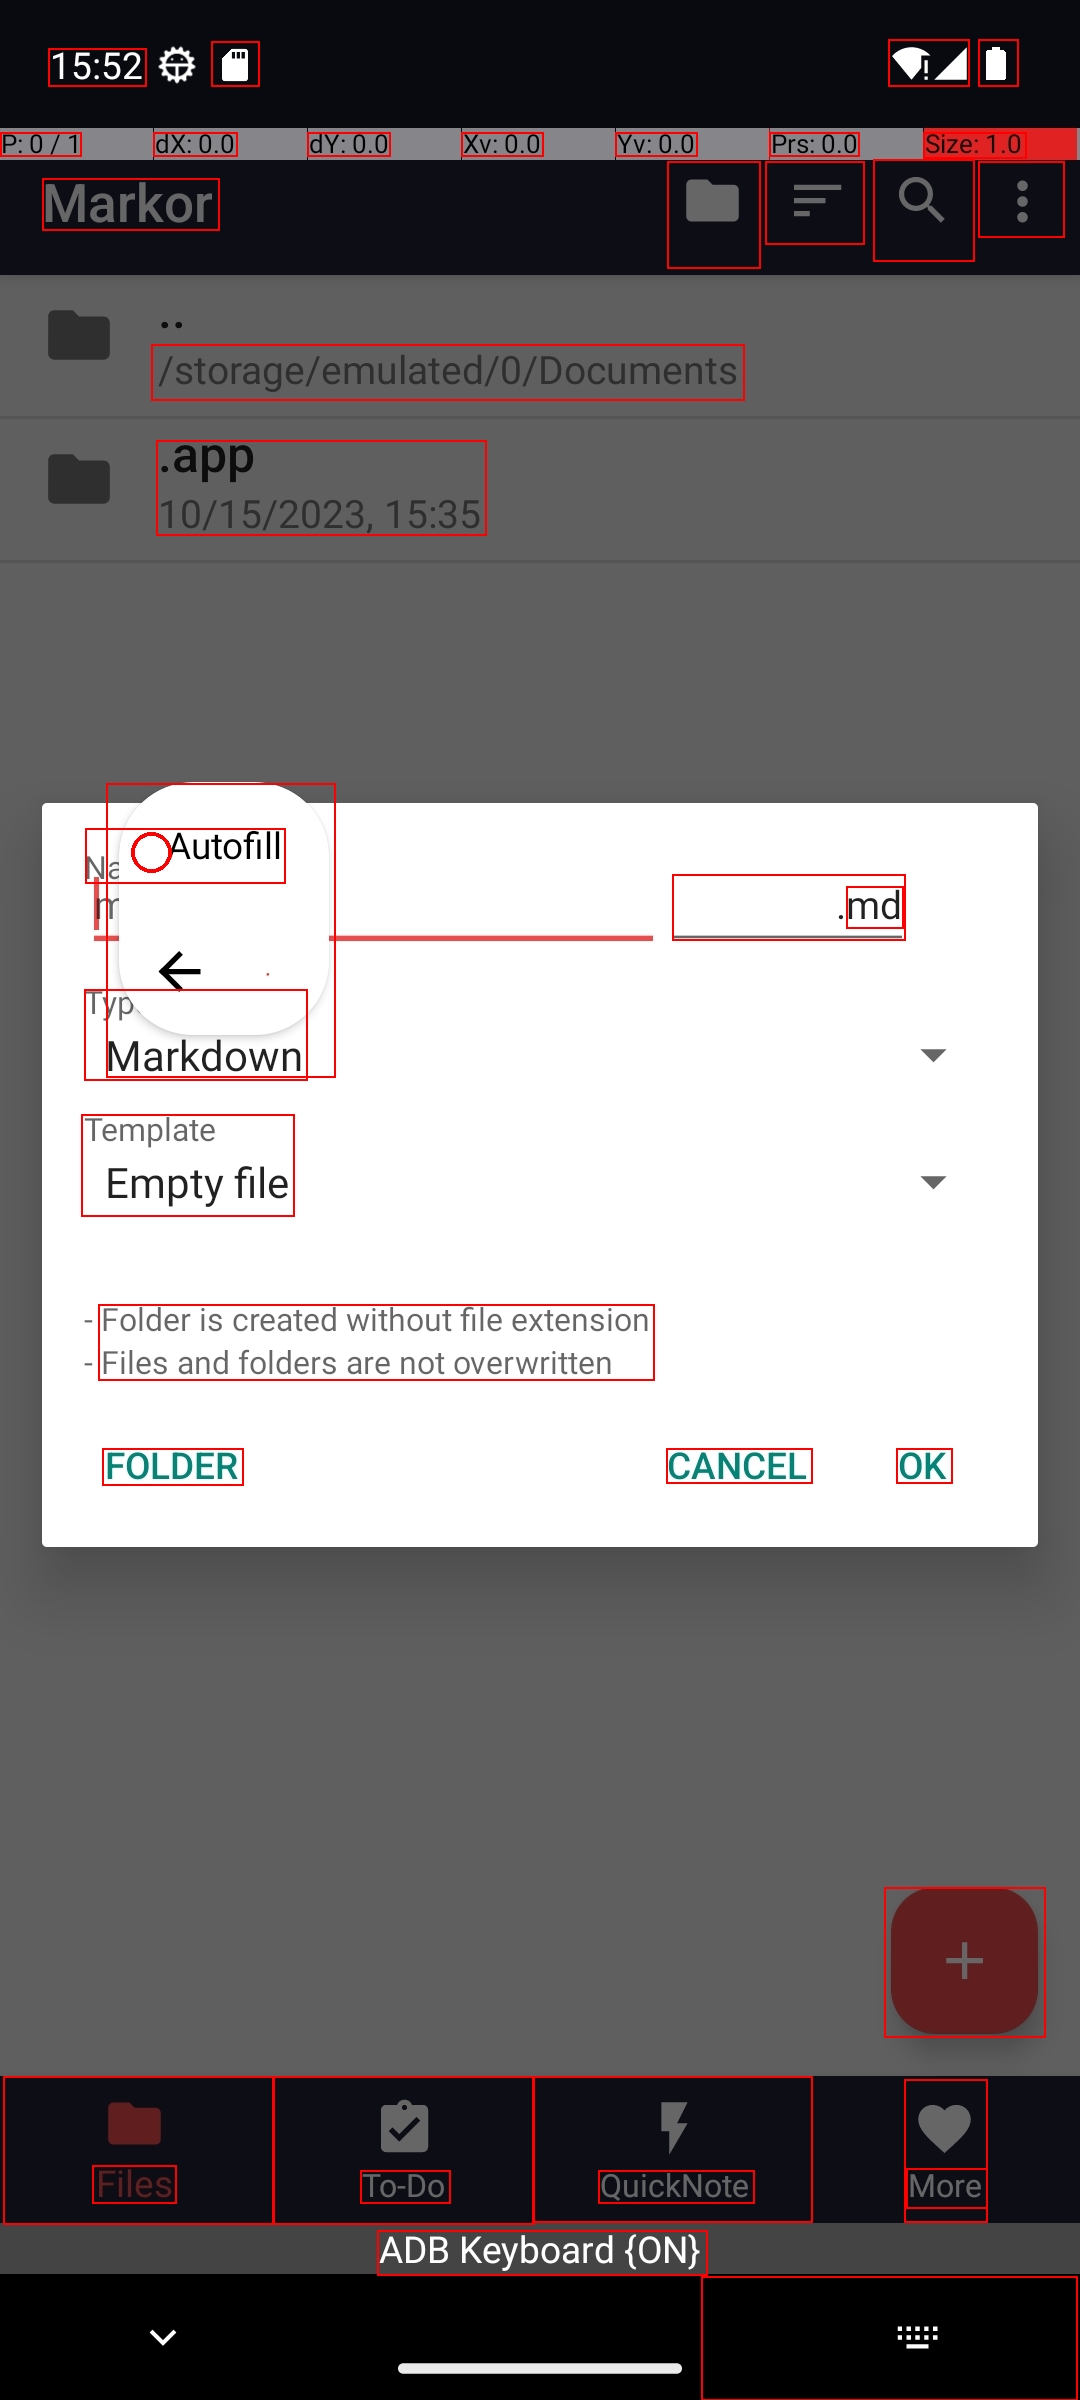 15:52
P: 0 / 1 dX: 0.0 dY: 0.0 Xv: 0.0 Yv: 0.0 Prs: 0.0 Size: 1.0
Markor
..
/storage/emulated/0/Documents
.app
10/15/2023, 15:35
Autofill
Na
m
.md
Typ
Markdown
Template
Empty file
- Folder is created without file extension
- Files and folders are not overwritten
FOLDER CANCEL OK
Files To-Do QuickNote More
ADB Keyboard {ON}